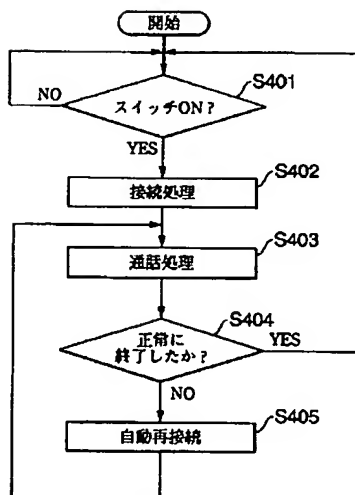 開始
S401
スイッチON?
NO
YES
S402
接続処理
S403
通話処理
S404
正常に
終了したか?
YES
NO
S405
自動再接続